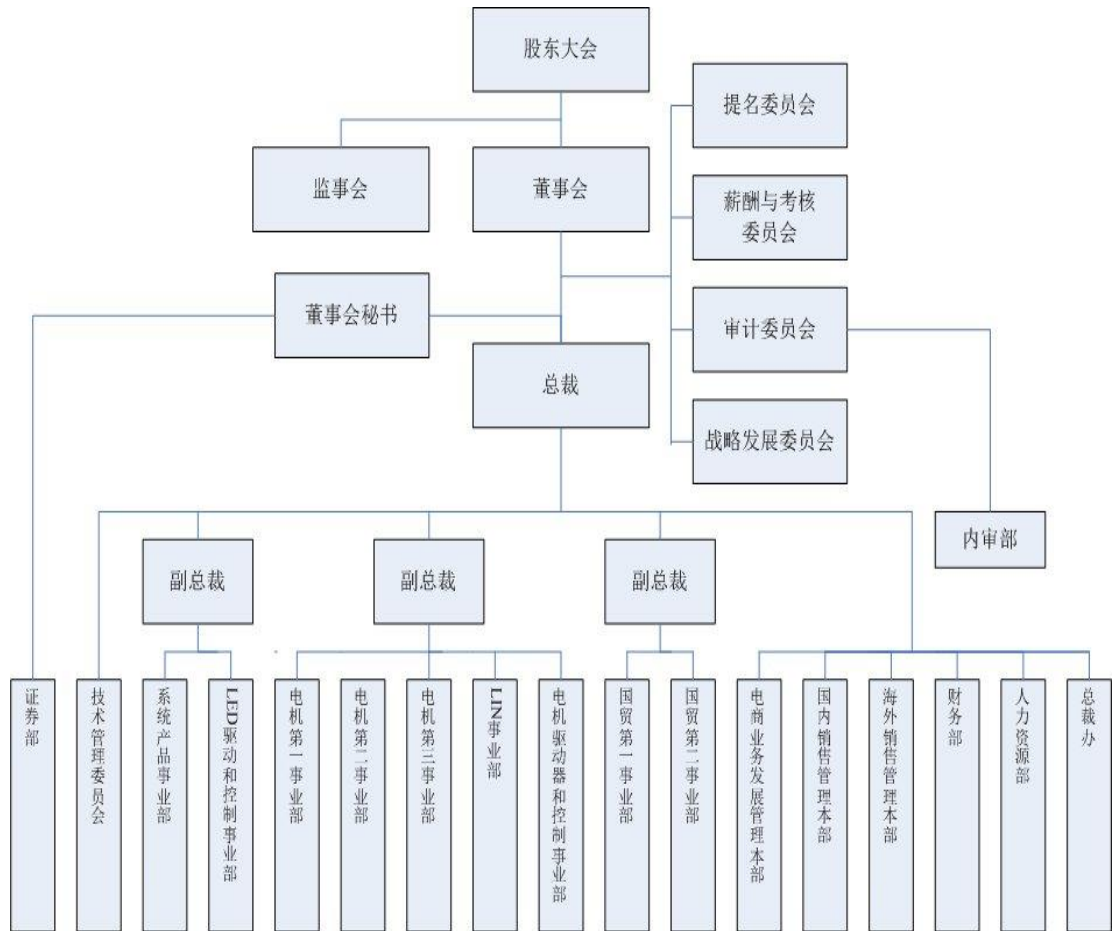 股东大会
提名委员会
监事会
董事会
薪酬与考核
委员会
董事会秘书
审计委员会
总裁
战略发展委员会
内审部
副总裁
副总裁
副总裁
证券部
技术管理委员会
系统产品事业部
LED驱动和控制事业部
电机第一事业部
电机第二事业部
电机第三事业部
LIN事业部
电机驱动器和控制事业部
国贸第一事业部
国贸第二事业部
电商业务发展管理本部
国内销售管理本部
海外销售管理本部
财务部
人力资源部
总裁办